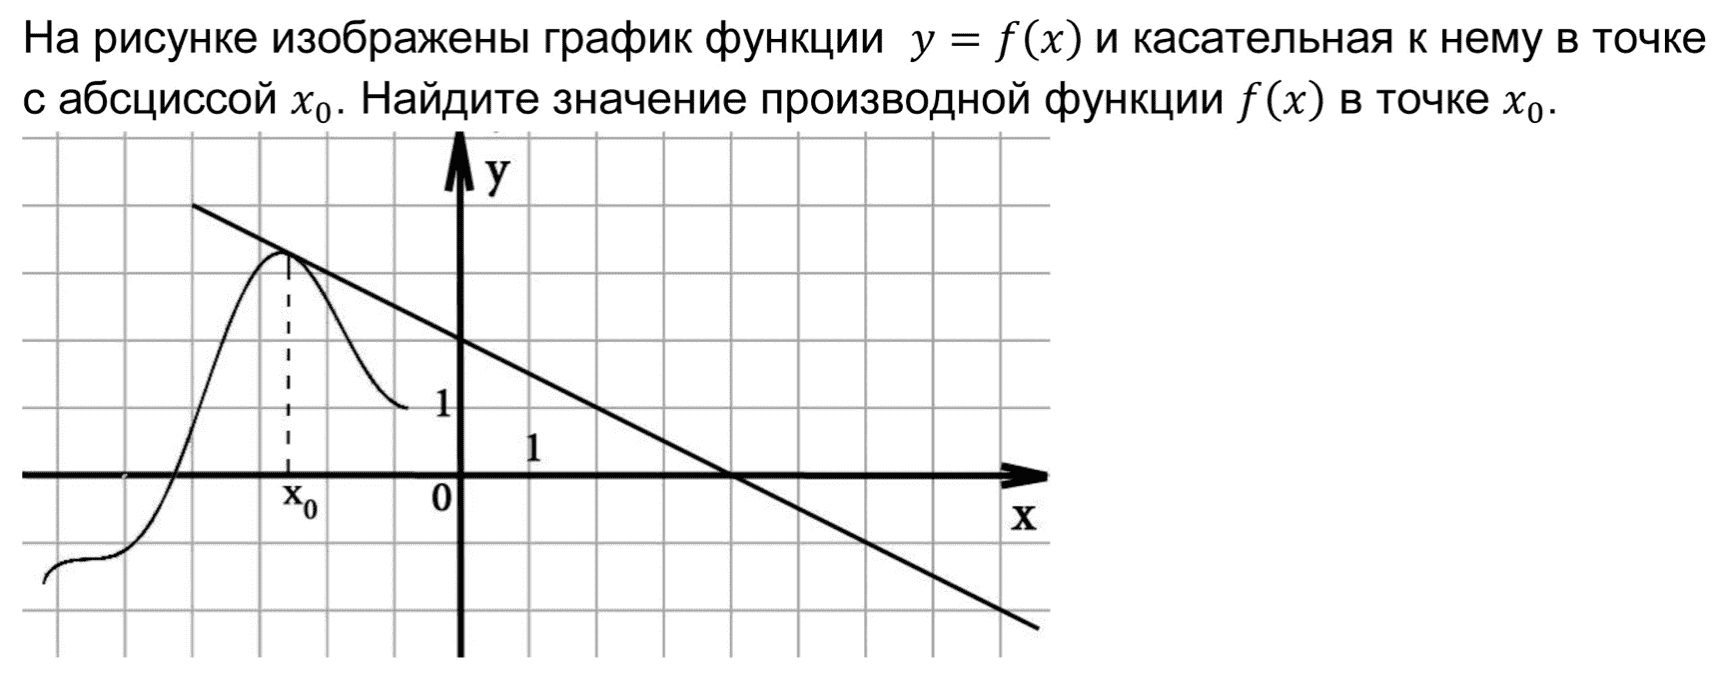 На рисунке изображены график функции y = f(x) и касательная к нему в точке
с абсциссой x₀. Найдите значение производной функции f(x) в точке x₀.
y
1
1
x₀
0
x